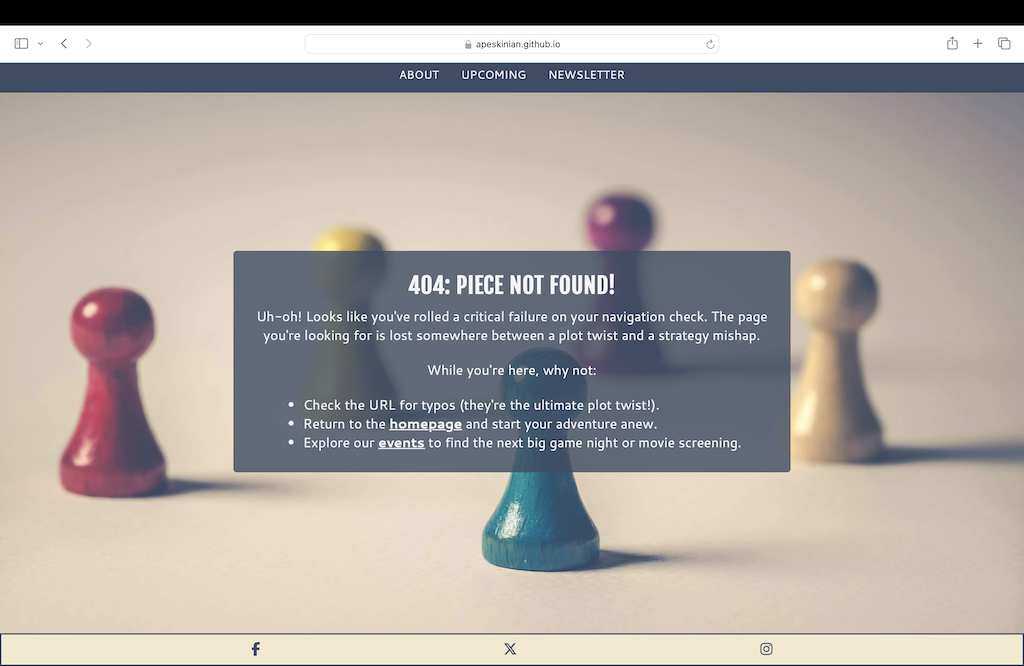 apeskinian.github.io
ABOUT UPCOMING NEWSLETTER
404: PIECE NOT FOUND!
Uh-oh! Looks like you've rolled a critical failure on your navigation check. The page
you're looking for is lost somewhere between a plot twist and a strategy mishap.
While you're here, why not:
• Check the URL for typos (they're the ultimate plot twist!).
• Return to the homepage and start your adventure anew.
• Explore our events to find the next big game night or movie screening.